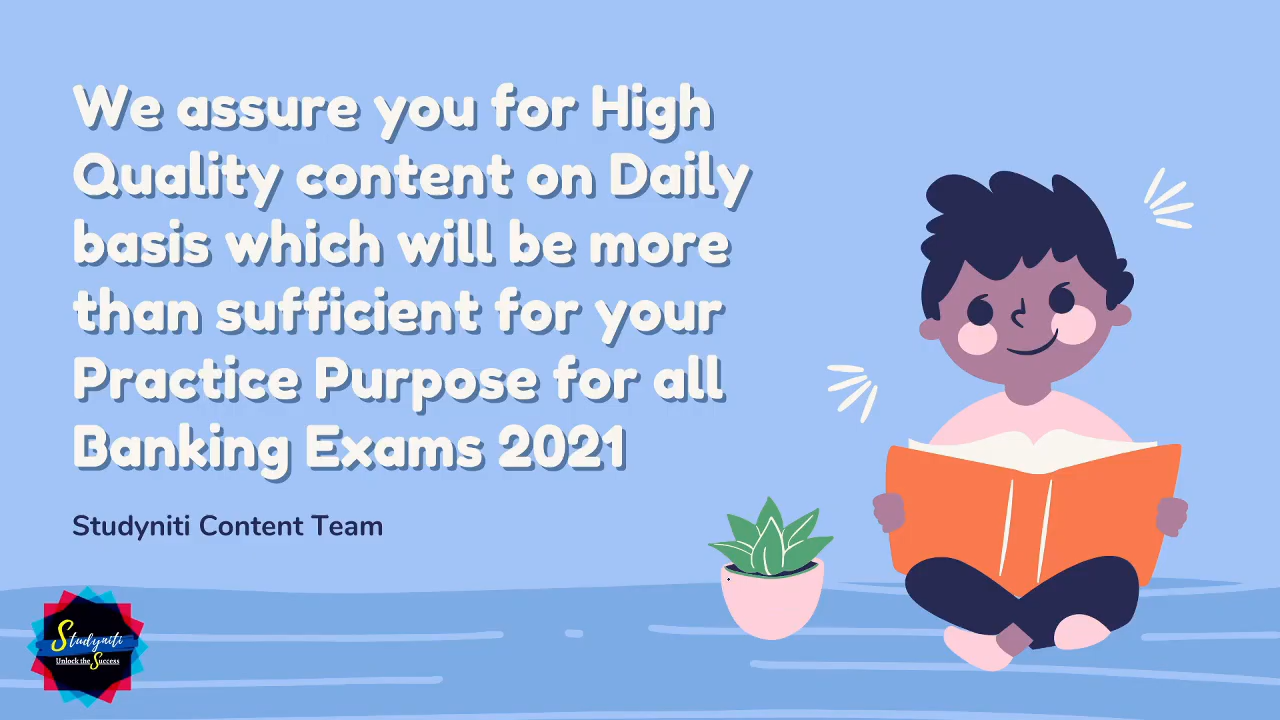 We assure you for High
Quality content on Daily
basis which will be more
than sufficient for your
Practice Purpose for all
Banking Exams 2021
Studyniti Content Team
Studyniti
Unlock the Success